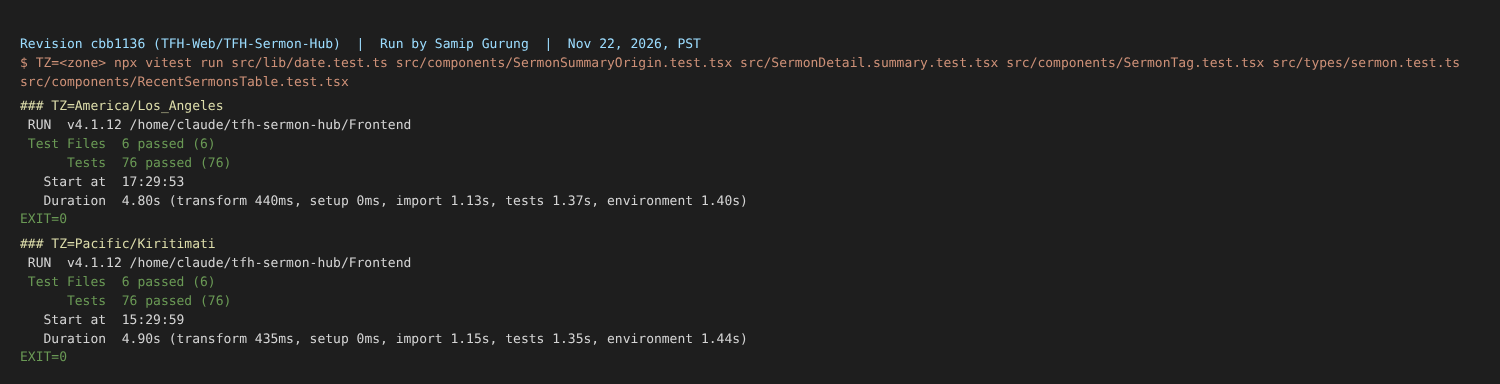 Revision cbb1136 (TFH-Web/TFH-Sermon-Hub)  |  Run by Samip Gurung  |  Nov 22, 2026, PST
$ TZ=<zone> npx vitest run src/lib/date.test.ts src/components/SermonSummaryOrigin.test.tsx src/SermonDetail.summary.test.tsx src/components/SermonTag.test.tsx src/types/sermon.test.ts
src/components/RecentSermonsTable.test.tsx
### TZ=America/Los_Angeles
 RUN  v4.1.12 /home/claude/tfh-sermon-hub/Frontend
 Test Files  6 passed (6)
      Tests  76 passed (76)
   Start at  17:29:53
   Duration  4.80s (transform 440ms, setup 0ms, import 1.13s, tests 1.37s, environment 1.40s)
EXIT=0
### TZ=Pacific/Kiritimati
 RUN  v4.1.12 /home/claude/tfh-sermon-hub/Frontend
 Test Files  6 passed (6)
      Tests  76 passed (76)
   Start at  15:29:59
   Duration  4.90s (transform 435ms, setup 0ms, import 1.15s, tests 1.35s, environment 1.44s)
EXIT=0